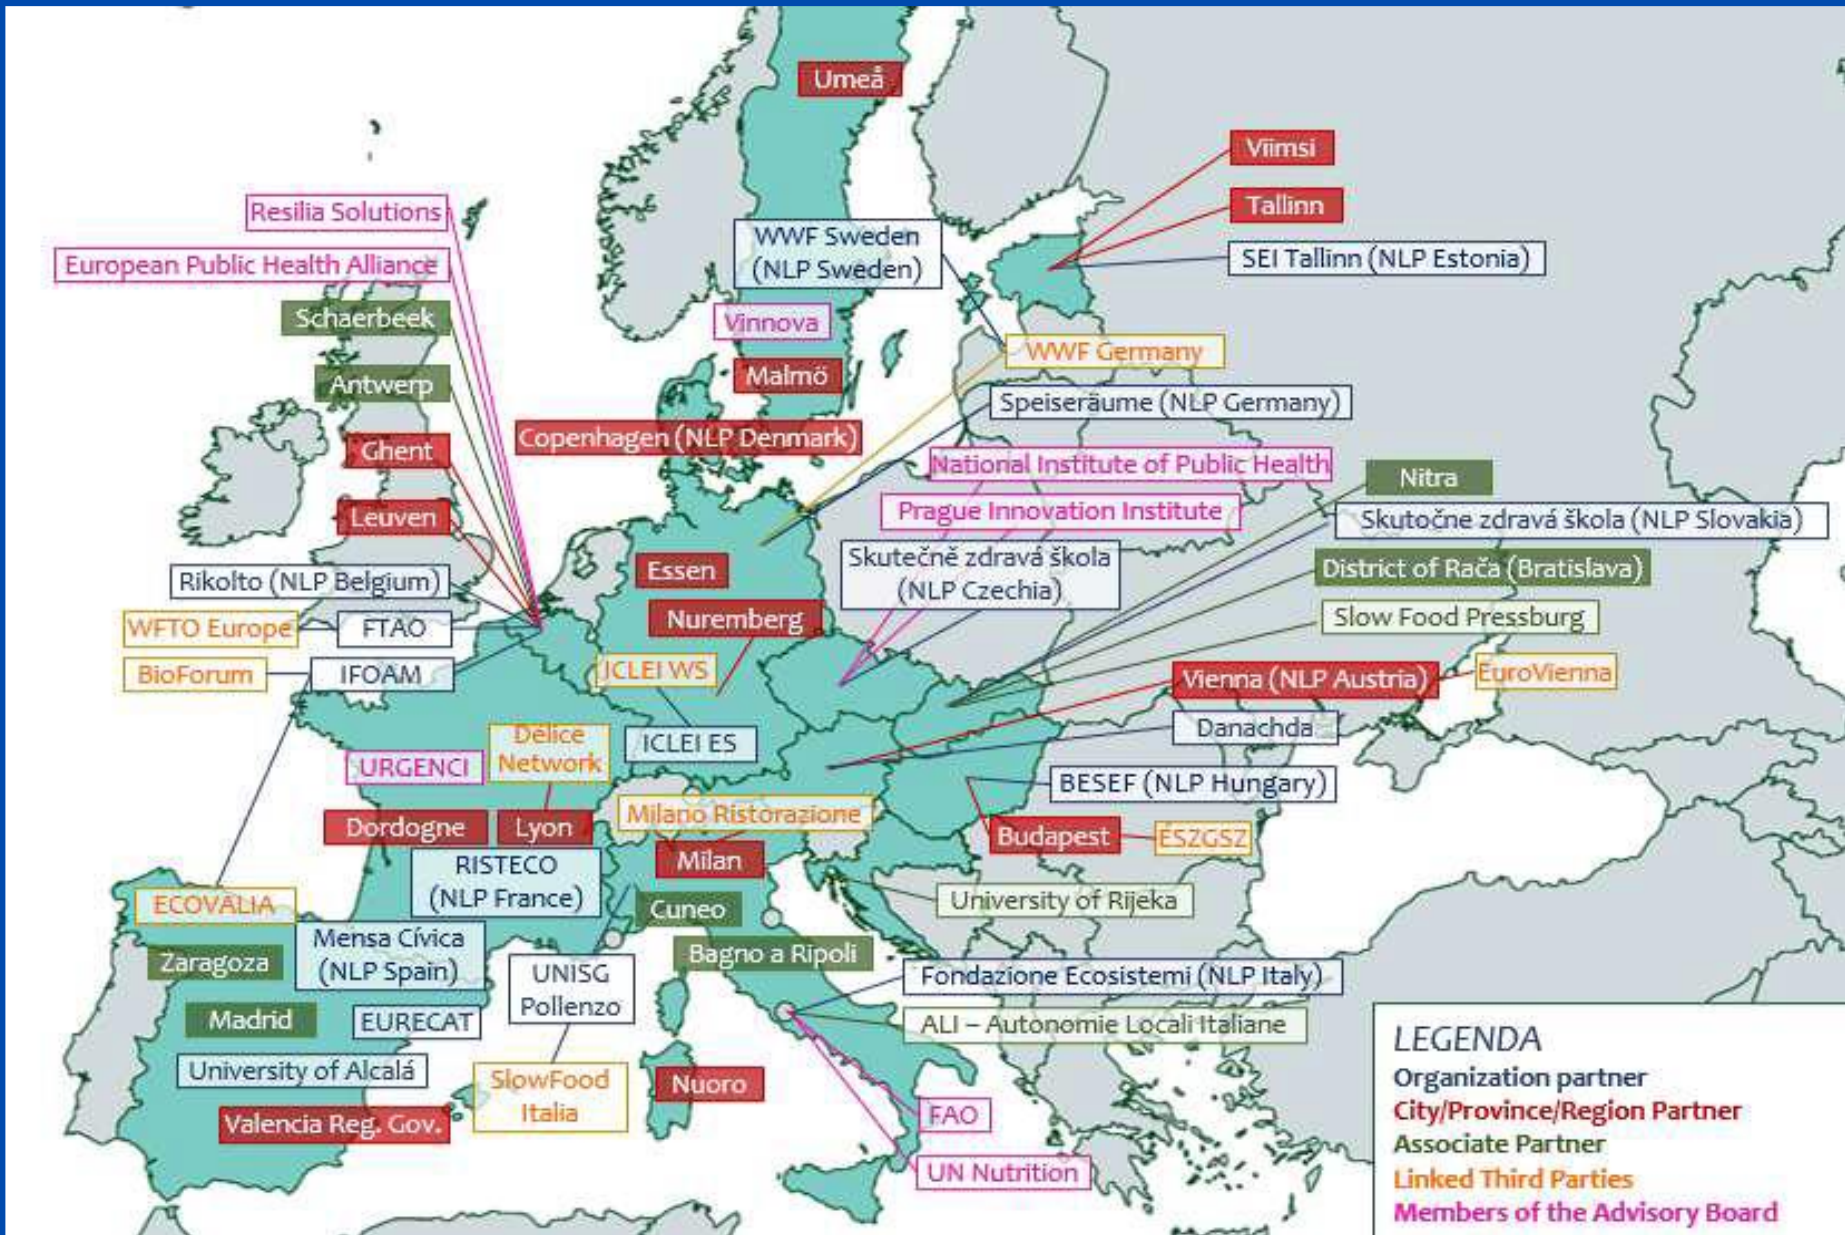 Umeå
Viimsi
Tallinn
SEI Tallinn (NLP Estonia)
Resilia Solutions
European Public Health Alliance
Schaerbeek
Antwerp
Ghent
Leuven
Rikolto (NLP Belgium)
WFTO Europe
FTAO
BioForum
IFOAM
WWF Sweden
(NLP Sweden)
Vinnova
Malmö
Copenhagen (NLP Denmark)
WWF Germany
Speiseräume (NLP Germany)
National Institute of Public Health
Prague Innovation Institute
Skutečně zdravá škola
(NLP Czechia)
Nitra
Skutočne zdravá škola (NLP Slovakia)
District of Rača (Bratislava)
Slow Food Pressburg
Essen
Nuremberg
ICLEI WS
ICLEI ES
Vienna (NLP Austria)
EuroVienna
Danachda
BESEF (NLP Hungary)
Budapest
ÉSZGSZ
URGENCI
Délice
Network
Dordogne
Lyon
RISTECO
(NLP France)
Milano Ristorazione
Milan
Cuneo
Bagno a Ripoli
University of Rijeka
ECOVALIA
Zaragoza
Mensa Cívica
(NLP Spain)
Madrid
EURECAT
University of Alcalá
Valencia Reg. Gov.
UNISG
Pollenzo
SlowFood
Italia
Nuoro
Fondazione Ecosistemi (NLP Italy)
ALI – Autonomie Locali Italiane
FAO
UN Nutrition
LEGENDA
Organization partner
City/Province/Region Partner
Associate Partner
Linked Third Parties
Members of the Advisory Board